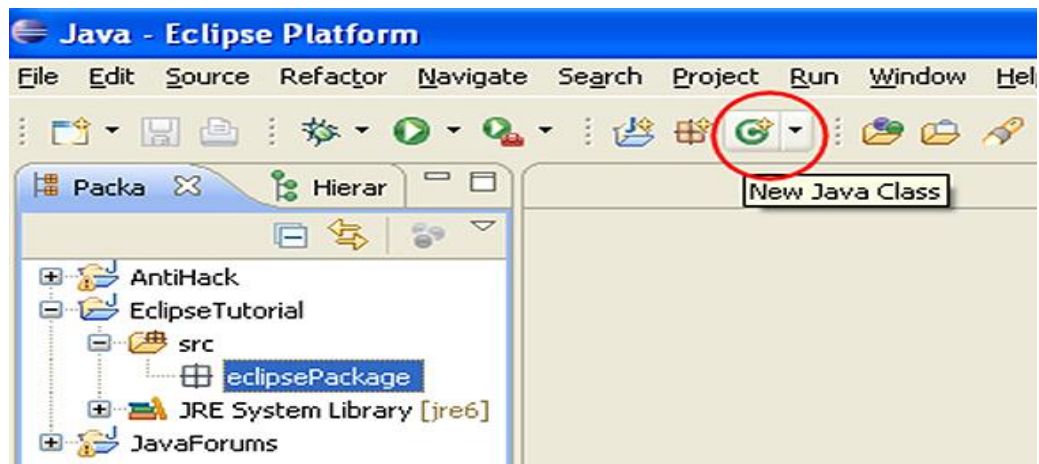 Java - Eclipse Platform
File Edit Source Refactor Navigate Search Project Run Window Hel
Packa Hierar
New Java Class
AntiHack
EclipseTutorial
src
eclipsePackage
JRE System Library [jre6]
JavaForums